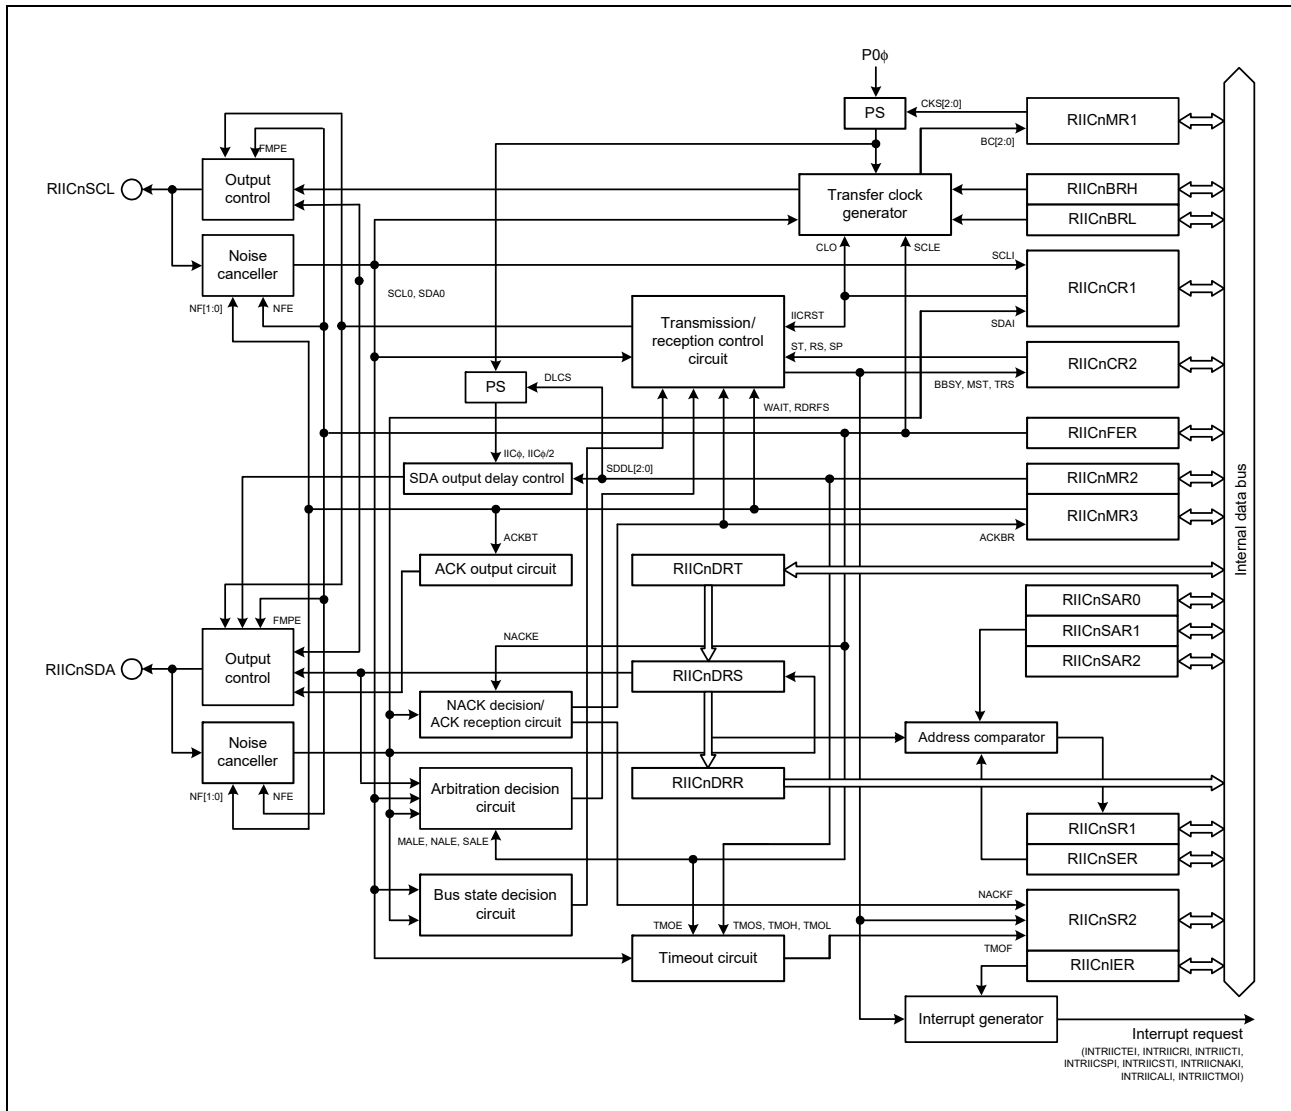 P0ϕ
PS
CKS[2:0]
RIICnMR1
BC[2:0]
FMPE
RIICnSCL
Output
control
Transfer clock
generator
RIICnBRH
RIICnBRL
Noise
canceller
CLO
SCLE
SCLI
RIICnCR1
NF[1:0]
NFE
SCL0, SDA0
Transmission/
reception control
circuit
IICRST
SDAI
ST, RS, SP
RIICnCR2
BBSY, MST, TRS
PS
DLCS
WAIT, RDRFS
RIICnFER
IICϕ, IICϕ/2
SDDL[2:0]
SDA output delay control
RIICnMR2
RIICnMR3
ACKBT
ACKBR
ACK output circuit
RIICnDRT
Internal data bus
RIICnSAR0
RIICnSAR1
RIICnSAR2
FMPE
NACKE
RIICnSDA
Output
control
RIICnDRS
NACK decision/
ACK reception circuit
Noise
canceller
Address comparator
Arbitration decision
circuit
RIICnDRR
NF[1:0]
NFE
RIICnSR1
MALE, NALE, SALE
RIICnSER
Bus state decision
circuit
NACKF
RIICnSR2
TMOE
TMOS, TMOH, TMOL
TMOF
Timeout circuit
RIICnIER
Interrupt generator
Interrupt request
(INTRIICTEI, INTRIICRI, INTRIICTI,
INTRIICSPI, INTRIICSTI, INTRIICNAKI,
INTRIICALI, INTRIICTMOI)